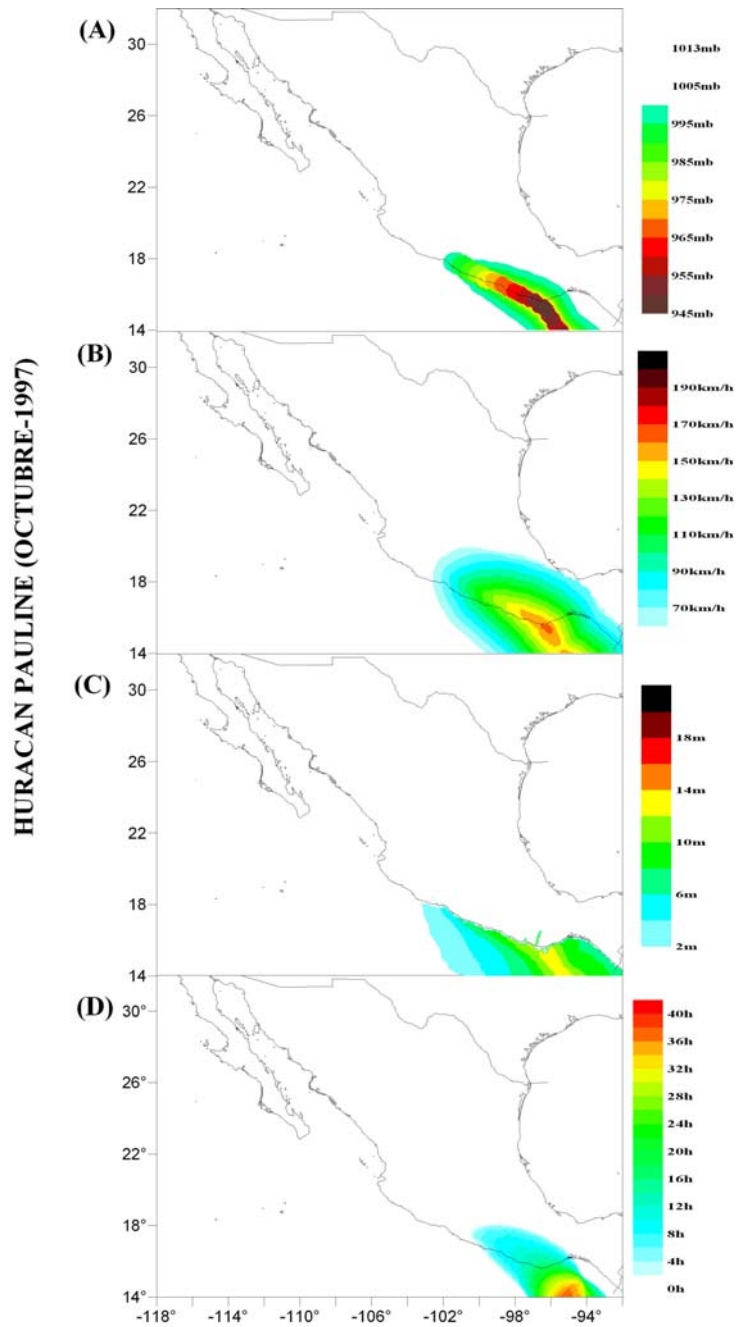 HURACAN PAULINE (OCTUBRE-1997)
(A)
30
26
22
18
14
1013mb
1005mb
995mb
985mb
975mb
965mb
955mb
945mb
(B)
30
26
22
18
14
190km/h
170km/h
150km/h
130km/h
110km/h
90km/h
70km/h
(C)
30
26
22
18
14
18m
14m
10m
6m
2m
(D)
30°
26°
22°
18°
14°
40h
36h
32h
28h
24h
20h
12h
8h
4h
0h
-118° -114° -110° -106° -102° -98° -94°